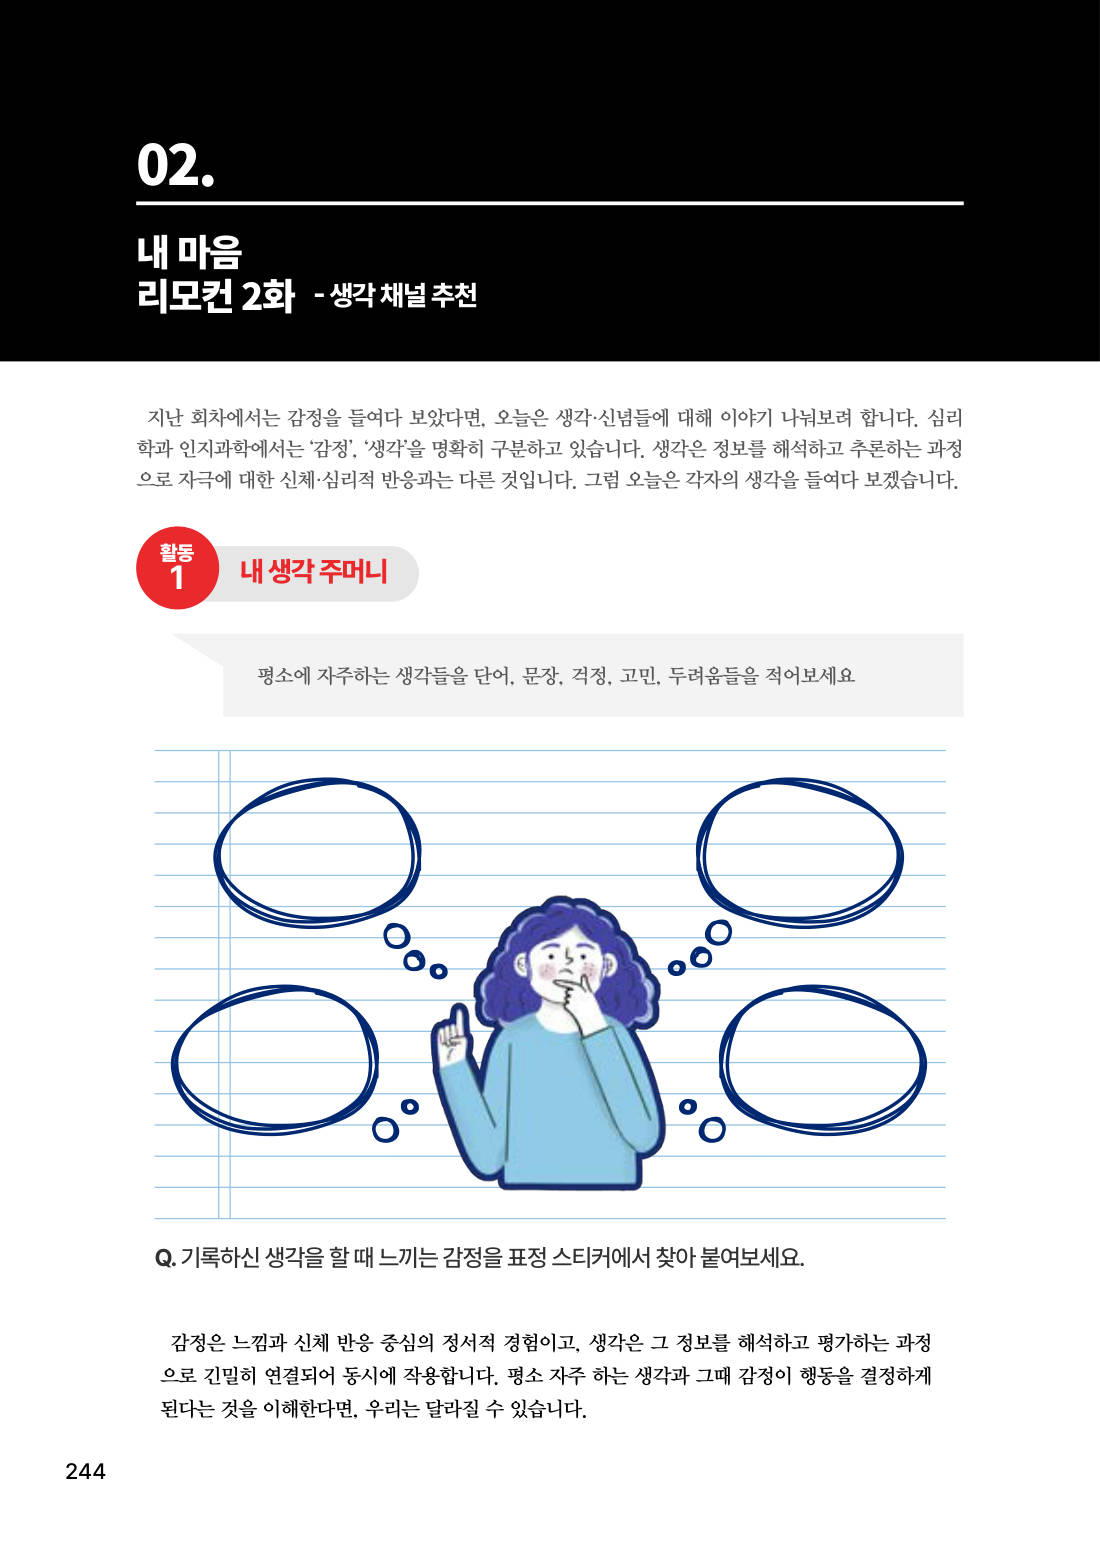 02.
내 마음
리모컨 2화 - 생각 채널 추천
지난 회차에서는 감정을 들여다 보았다면, 오늘은 생각·신념들에 대해 이야기 나눠보려 합니다. 심리
학과 인지과학에서는 ‘감정’, ‘생각’을 명확히 구분하고 있습니다. 생각은 정보를 해석하고 추론하는 과정
으로 자극에 대한 신체·심리적 반응과는 다른 것입니다. 그럼 오늘은 각자의 생각을 들여다 보겠습니다.
활동
1
내 생각 주머니
평소에 자주하는 생각들을 단어, 문장, 걱정, 고민, 두려움들을 적어보세요
Q. 기록하신 생각을 할 때 느끼는 감정을 표정 스티커에서 찾아 붙여보세요.
감정은 느낌과 신체 반응 중심의 정서적 경험이고, 생각은 그 정보를 해석하고 평가하는 과정
으로 긴밀히 연결되어 동시에 작용합니다. 평소 자주 하는 생각과 그때 감정이 행동을 결정하게
된다는 것을 이해한다면, 우리는 달라질 수 있습니다.
244